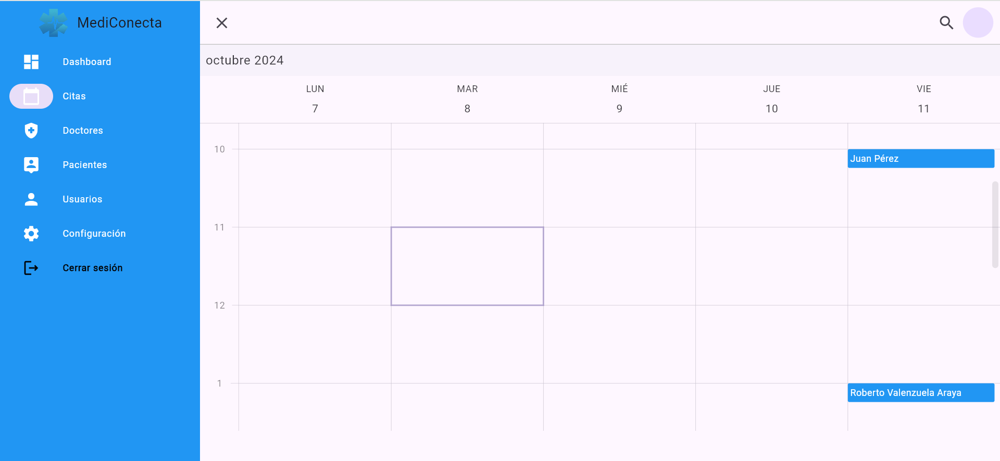 MediConecta
Dashboard
Citas
Doctores
Pacientes
Usuarios
Configuración
Cerrar sesión
octubre 2024
LUN MAR MIÉ JUE VIE
7 8 9 10 11
10
Juan Pérez
11
12
1
Roberto Valenzuela Araya